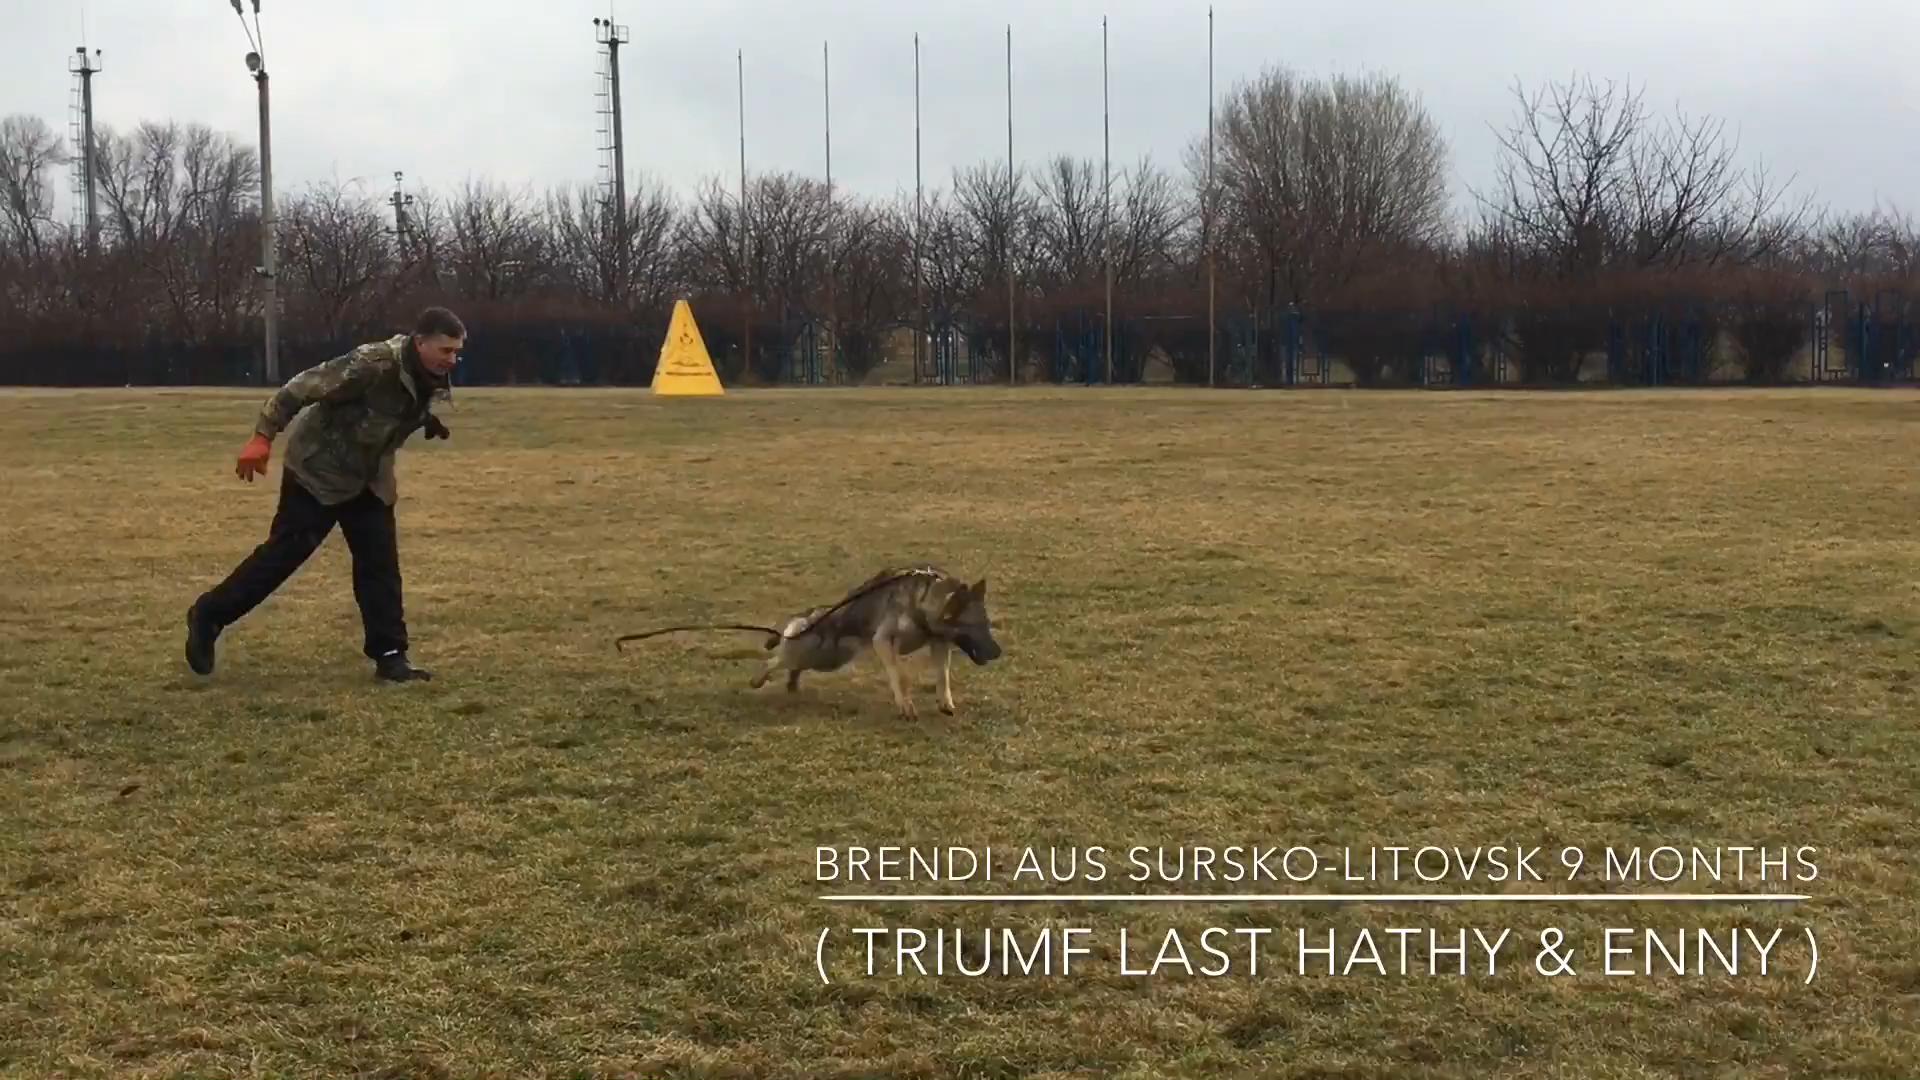 BRENDI AUS SURSKO-LITOVSK 9 MONTHS
( TRIUMF LAST HATHY & ENNY )